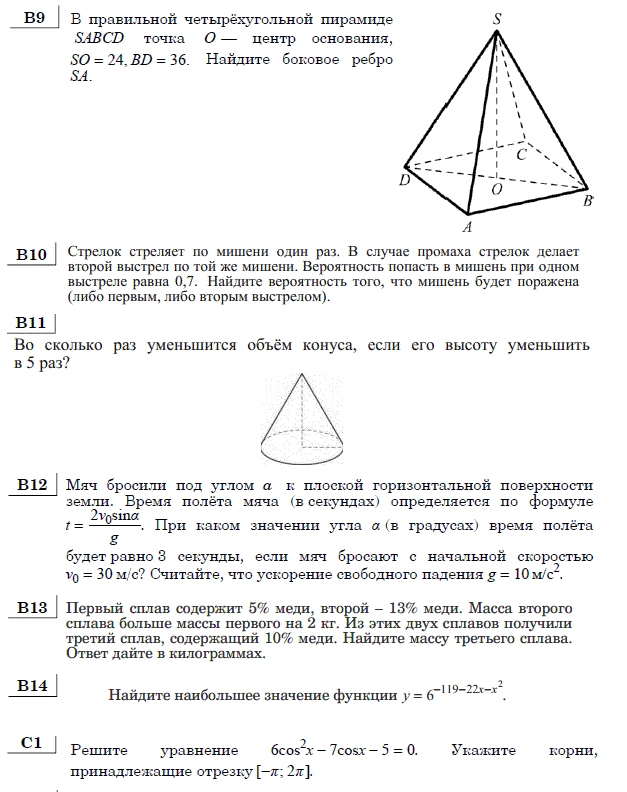 B9
В правильной четырёхугольной пирамиде
SABCD точка O — центр основания,
SO = 24, BD = 36. Найдите боковое ребро
SA.
S
D
C
O
B
A
B10
Стрелок стреляет по мишени один раз. В случае промаха стрелок делает
второй выстрел по той же мишени. Вероятность попасть в мишень при одном
выстреле равна 0,7. Найдите вероятность того, что мишень будет поражена
(либо первым, либо вторым выстрелом).
B11
Во сколько раз уменьшится объём конуса, если его высоту уменьшить
в 5 раз?
B12
Мяч бросили под углом α к плоской горизонтальной поверхности
земли. Время полёта мяча (в секундах) определяется по формуле
t = 2v₀sinα/g. При каком значении угла α (в градусах) время полёта
будет равно 3 секунды, если мяч бросают с начальной скоростью
v₀ = 30 м/с? Считайте, что ускорение свободного падения g = 10 м/с².
B13
Первый сплав содержит 5% меди, второй – 13% меди. Масса второго
сплава больше массы первого на 2 кг. Из этих двух сплавов получили
третий сплав, содержащий 10% меди. Найдите массу третьего сплава.
Ответ дайте в килограммах.
B14
Найдите наибольшее значение функции y = 6^(−119−22x−x²).
C1
Решите уравнение 6cos²x − 7cosx − 5 = 0. Укажите корни,
принадлежащие отрезку [−π; 2π].